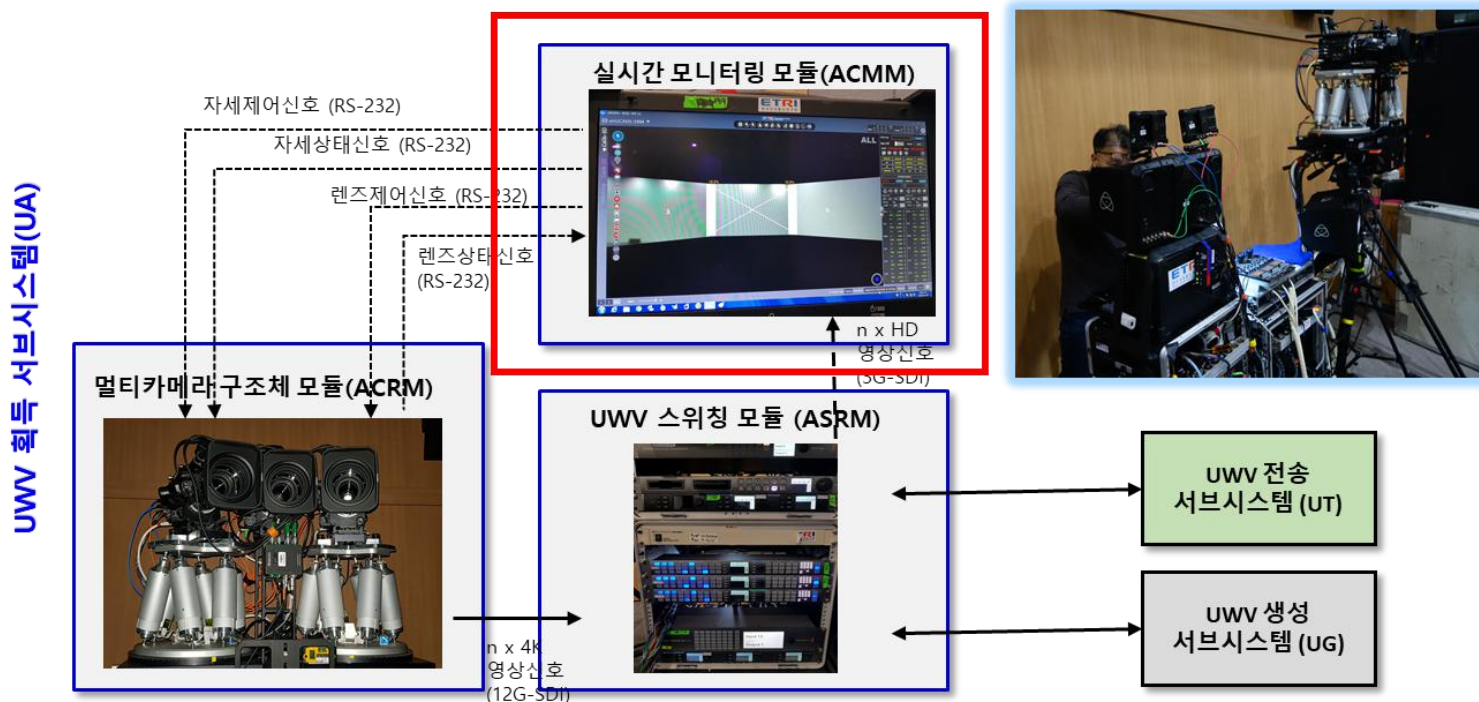 UWV 획득 서브시스템(UA)
실시간 모니터링 모듈(ACMM)
ETRI
ALL
자세제어신호 (RS-232)
자세상태신호 (RS-232)
렌즈제어신호 (RS-232)
렌즈상태신호
(RS-232)
n x HD
영상신호
(3G-SDI)
멀티카메라 구조체 모듈(ACRM)
UWV 스위칭 모듈 (ASRM)
n x 4K
영상신호
(12G-SDI)
UWV 전송
서브시스템 (UT)
UWV 생성
서브시스템 (UG)
ETRI